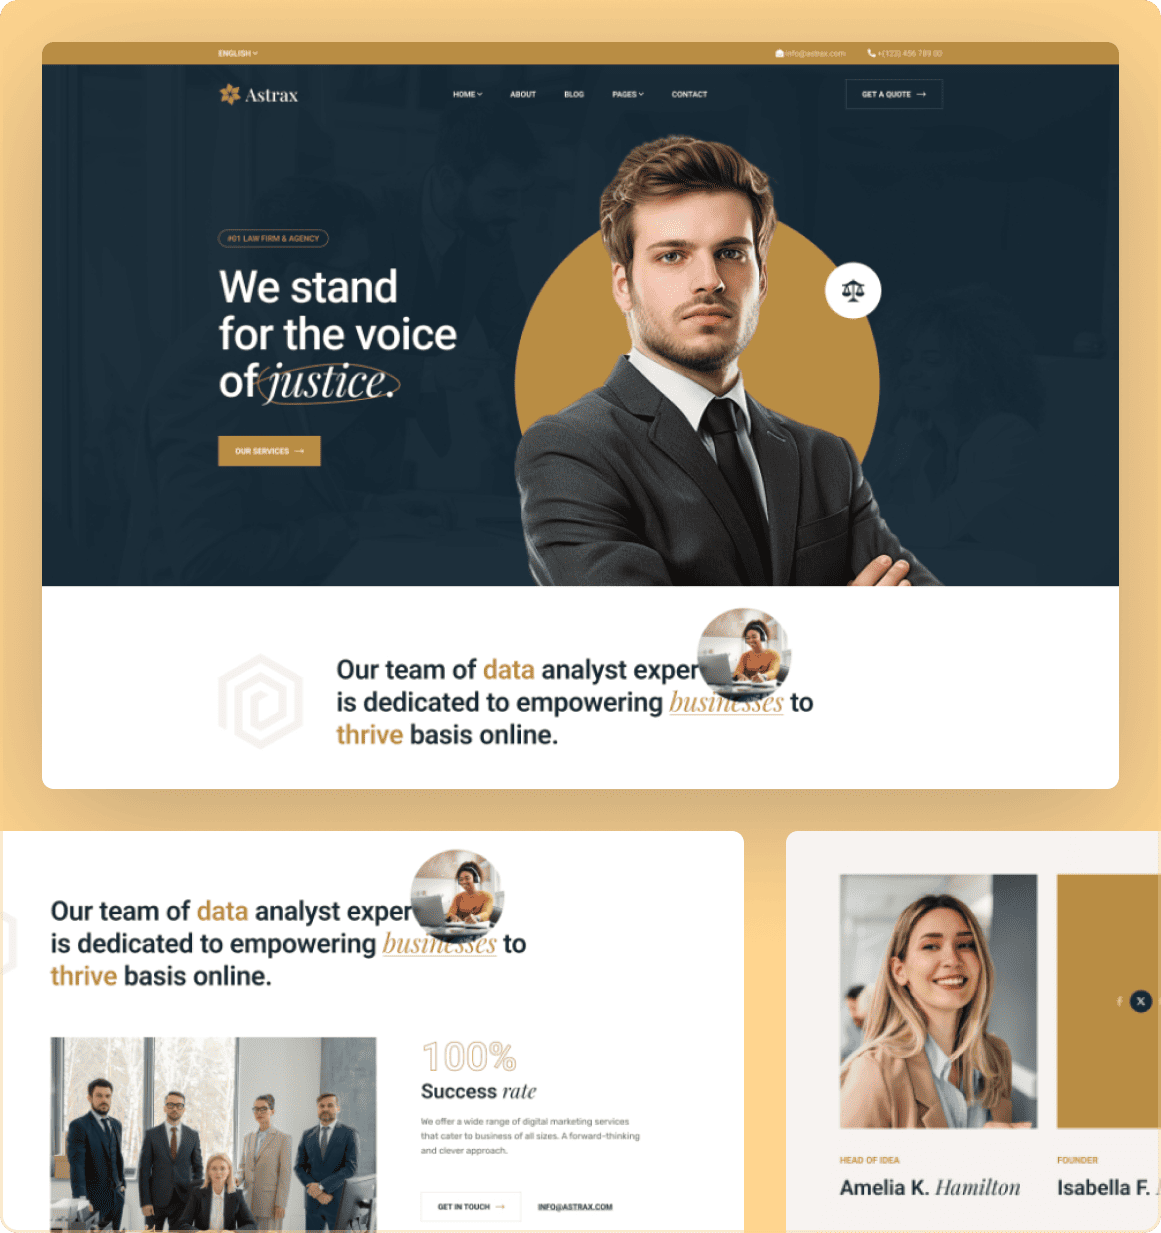 ENGLISH
info@astrax.com
+(123) 456 789 00
Astrax
HOME
ABOUT
BLOG
PAGES
CONTACT
GET A QUOTE
#01 LAW FIRM & AGENCY
We stand
for the voice
of justice.
OUR SERVICES
Our team of data analyst exper
is dedicated to empowering businesses to
thrive basis online.
Our team of data analyst exper
is dedicated to empowering businesses to
thrive basis online.
100%
Success rate
We offer a wide range of digital marketing services
that cater to business of all sizes. A forward-thinking
and clever approach.
GET IN TOUCH
INFO@ASTRAX.COM
HEAD OF IDEA
Amelia K. Hamilton
FOUNDER
Isabella F.